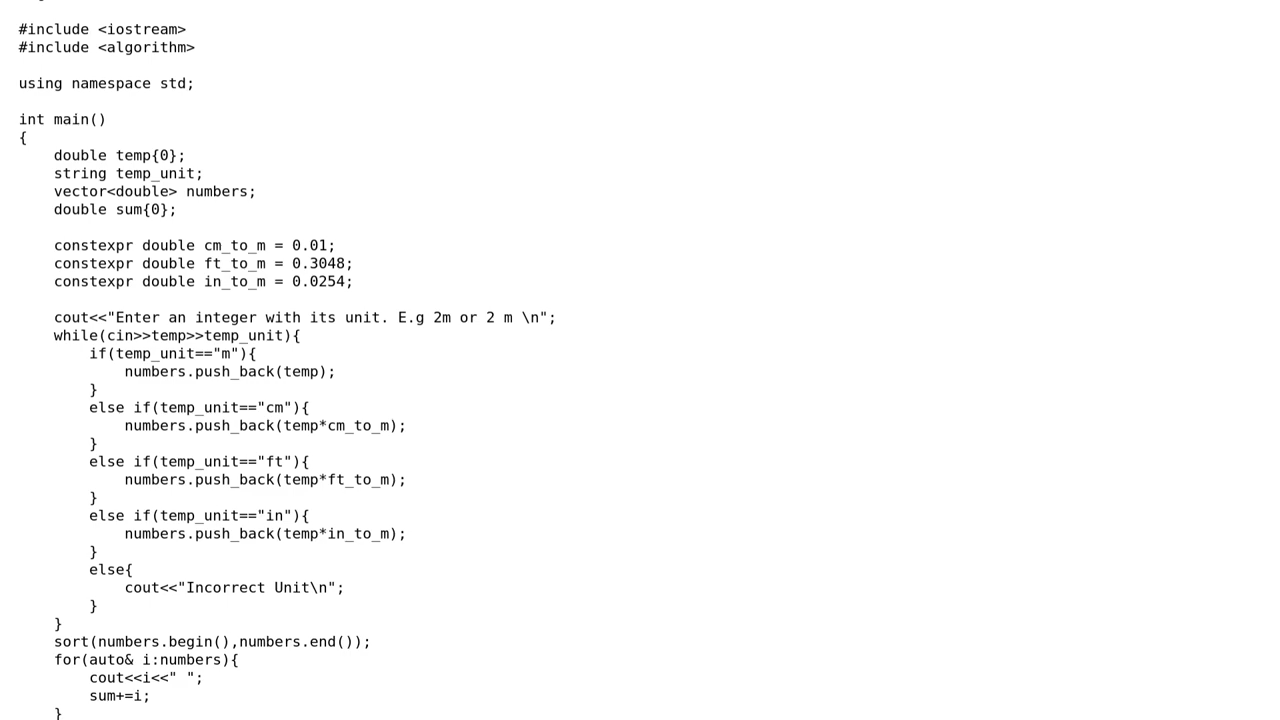 #include <iostream>
#include <algorithm>
using namespace std;
int main()
{
    double temp{0};
    string temp_unit;
    vector<double> numbers;
    double sum{0};
    constexpr double cm_to_m = 0.01;
    constexpr double ft_to_m = 0.3048;
    constexpr double in_to_m = 0.0254;
    cout<<"Enter an integer with its unit. E.g 2m or 2 m \n";
    while(cin>>temp>>temp_unit){
        if(temp_unit=="m"){
            numbers.push_back(temp);
        }
        else if(temp_unit=="cm"){
            numbers.push_back(temp*cm_to_m);
        }
        else if(temp_unit=="ft"){
            numbers.push_back(temp*ft_to_m);
        }
        else if(temp_unit=="in"){
            numbers.push_back(temp*in_to_m);
        }
        else{
            cout<<"Incorrect Unit\n";
        }
    }
    sort(numbers.begin(),numbers.end());
    for(auto& i:numbers){
        cout<<i<<" ";
        sum+=i;
    }